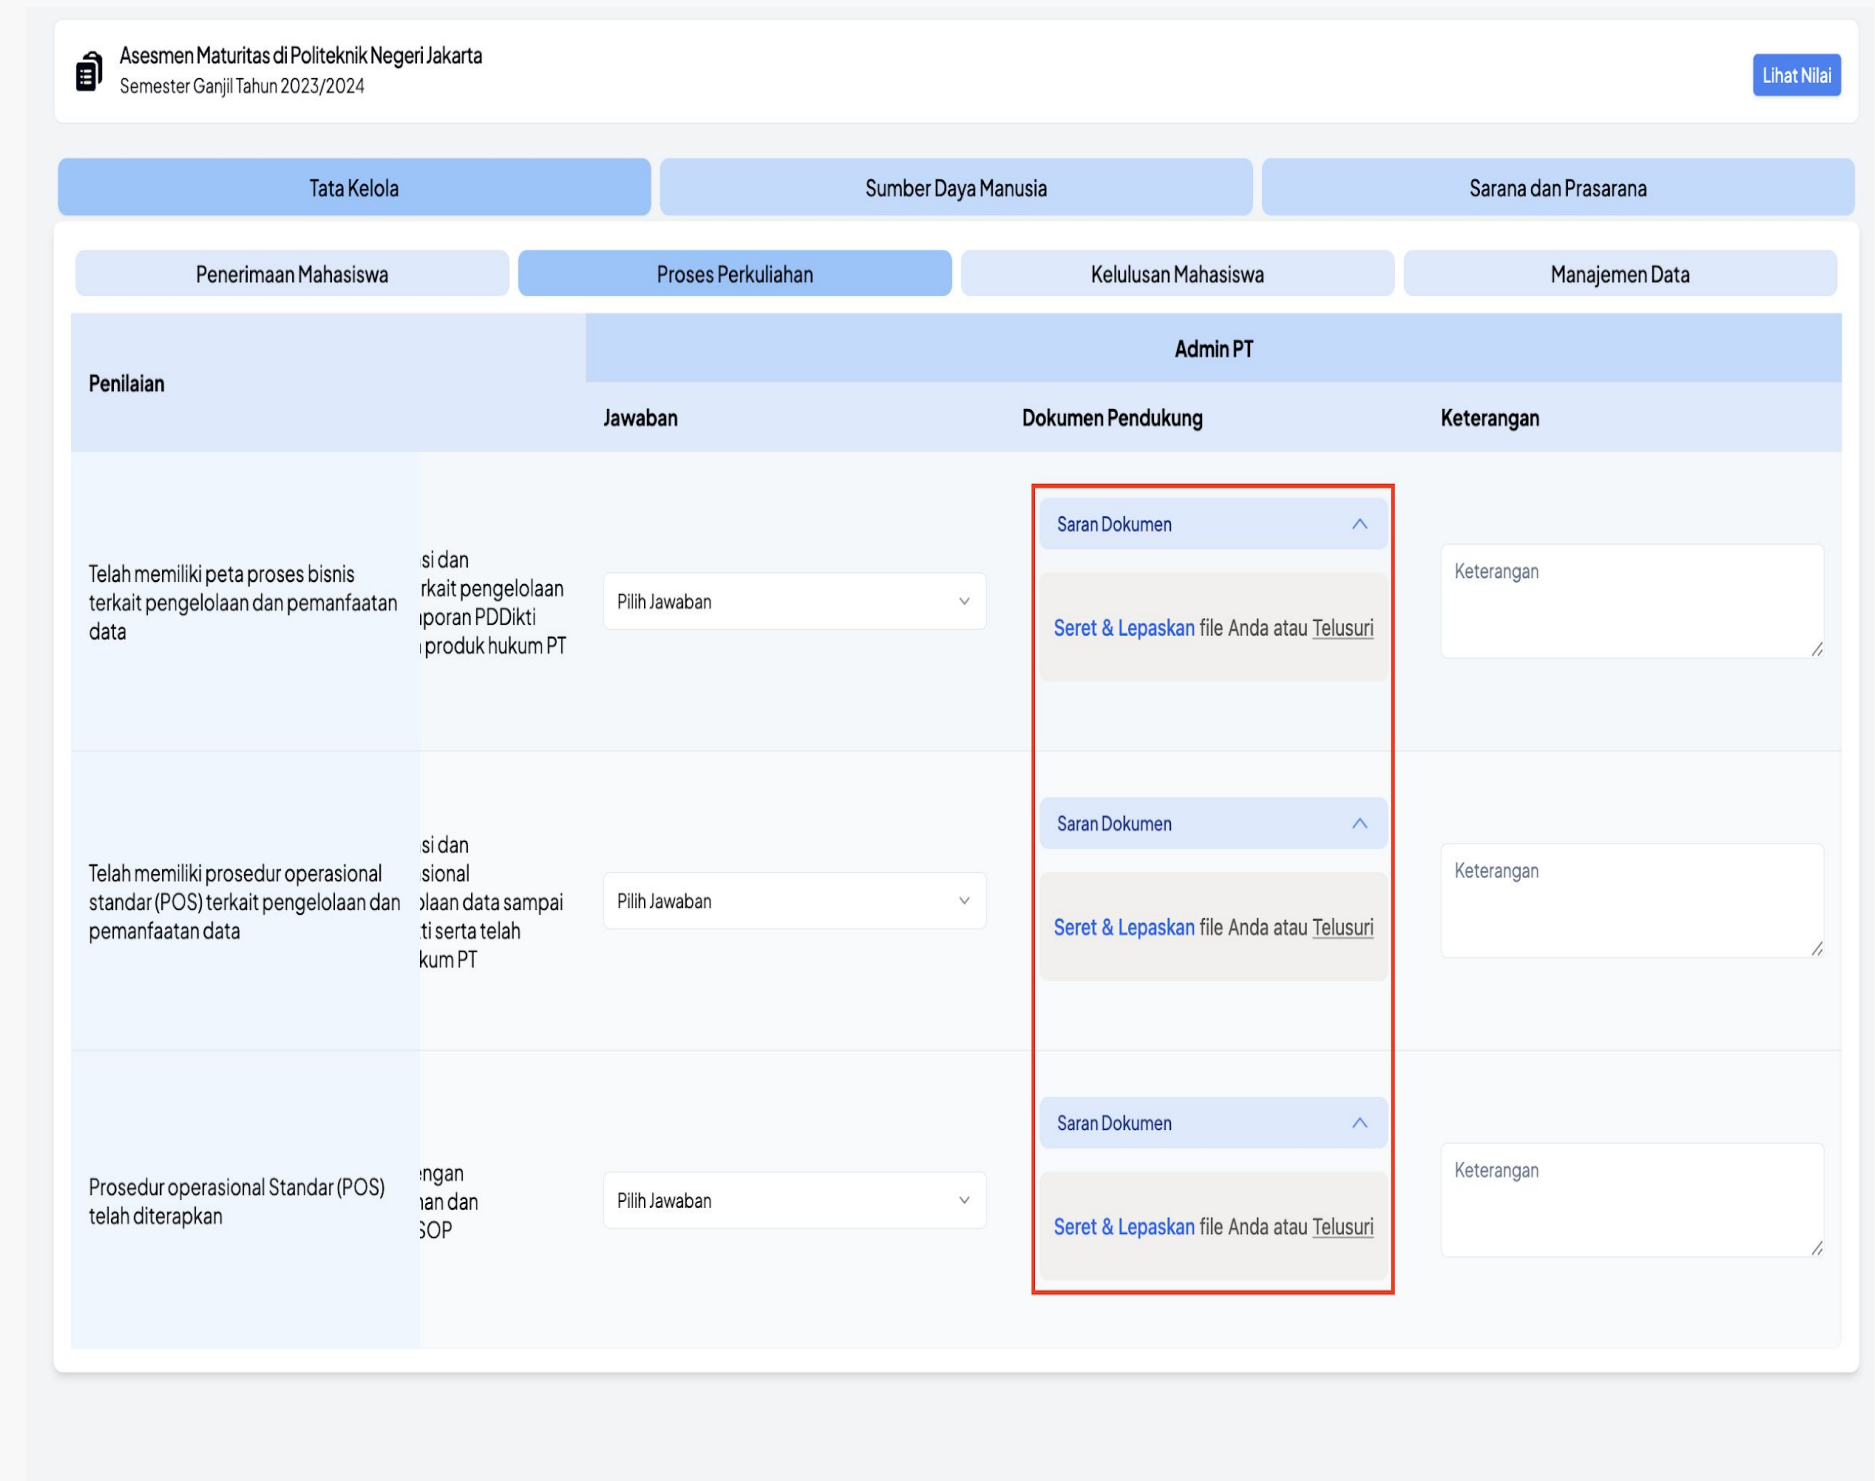 Asesmen Maturitas di Politeknik Negeri Jakarta
Semester Ganjil Tahun 2023/2024
Lihat Nilai
Tata Kelola
Sumber Daya Manusia
Sarana dan Prasarana
Penerimaan Mahasiswa
Proses Perkuliahan
Kelulusan Mahasiswa
Manajemen Data
Penilaian
Admin PT
Jawaban
Dokumen Pendukung
Keterangan
Telah memiliki peta proses bisnis
terkait pengelolaan dan pemanfaatan
data
si dan
rkait pengelolaan
poran PDDikti
produk hukum PT
Pilih Jawaban
Saran Dokumen
Seret & Lepaskan file Anda atau Telusuri
Keterangan
Telah memiliki prosedur operasional
standar (POS) terkait pengelolaan dan
pemanfaatan data
si dan
sional
laan data sampai
ti serta telah
kum PT
Pilih Jawaban
Saran Dokumen
Seret & Lepaskan file Anda atau Telusuri
Keterangan
Prosedur operasional Standar (POS)
telah diterapkan
engan
an dan
SOP
Pilih Jawaban
Saran Dokumen
Seret & Lepaskan file Anda atau Telusuri
Keterangan